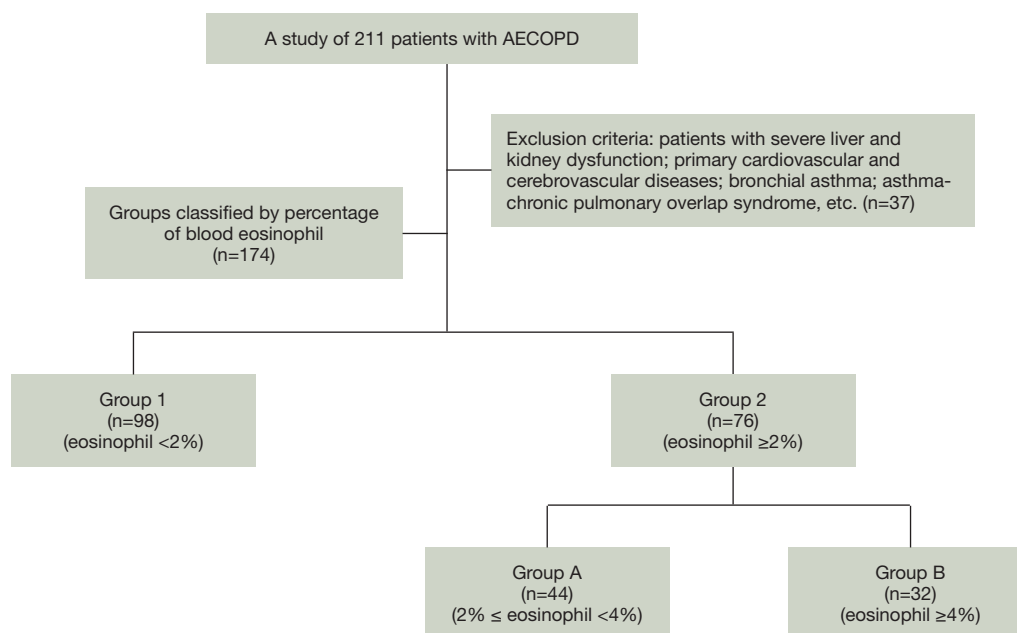 A study of 211 patients with AECOPD
Exclusion criteria: patients with severe liver and
kidney dysfunction; primary cardiovascular and
cerebrovascular diseases; bronchial asthma; asthma-
chronic pulmonary overlap syndrome, etc. (n=37)
Groups classified by percentage
of blood eosinophil
(n=174)
Group 1
(n=98)
(eosinophil <2%)
Group 2
(n=76)
(eosinophil ≥2%)
Group A
(n=44)
(2% ≤ eosinophil <4%)
Group B
(n=32)
(eosinophil ≥4%)